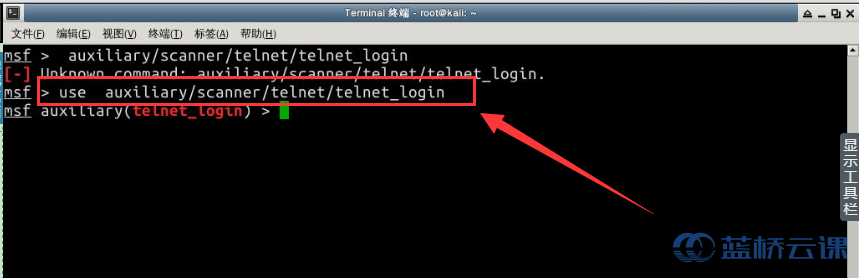 Terminal 终端 - root@kali: ~
文件(F) 编辑(E) 视图(V) 终端(T) 标签(A) 帮助(H)
msf > auxiliary/scanner/telnet/telnet_login
[-] Unknown command: auxiliary/scanner/telnet/telnet_login.
msf > use auxiliary/scanner/telnet/telnet_login
msf auxiliary(telnet_login) >
显示工具栏
蓝桥云课